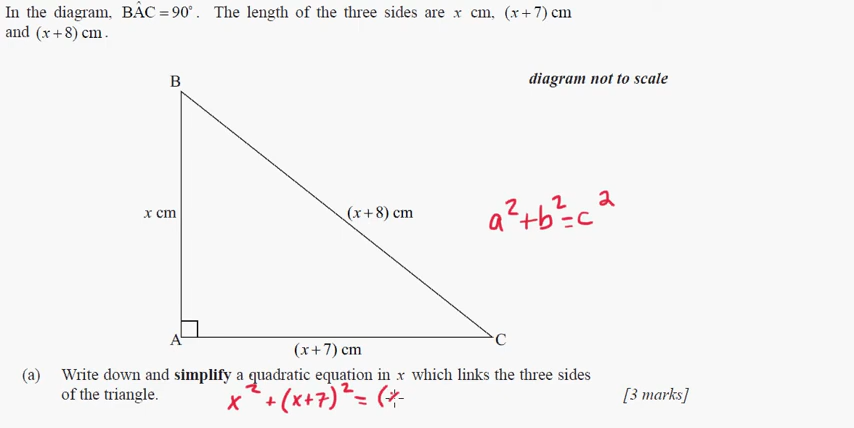 In the diagram, BÂC = 90°. The length of the three sides are x cm, (x + 7) cm
and (x + 8) cm.
B
diagram not to scale
x cm
(x + 8) cm
a² + b² = c²
A
C
(x + 7) cm
(a) Write down and simplify a quadratic equation in x which links the three sides
of the triangle.
[3 marks]
x² + (x+7)² = (x